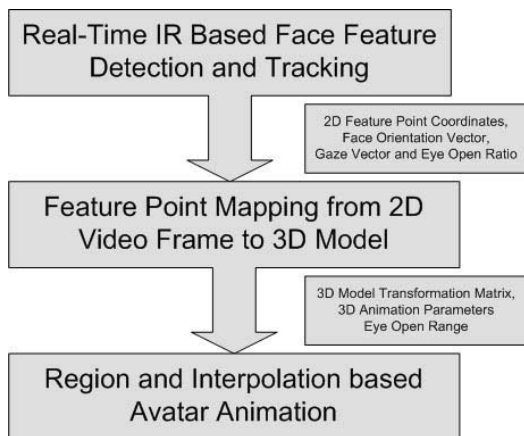 Real-Time IR Based Face Feature
Detection and Tracking
2D Feature Point Coordinates,
Face Orientation Vector,
Gaze Vector and Eye Open Ratio
Feature Point Mapping from 2D
Video Frame to 3D Model
3D Model Transformation Matrix,
3D Animation Parameters
Eye Open Range
Region and Interpolation based
Avatar Animation